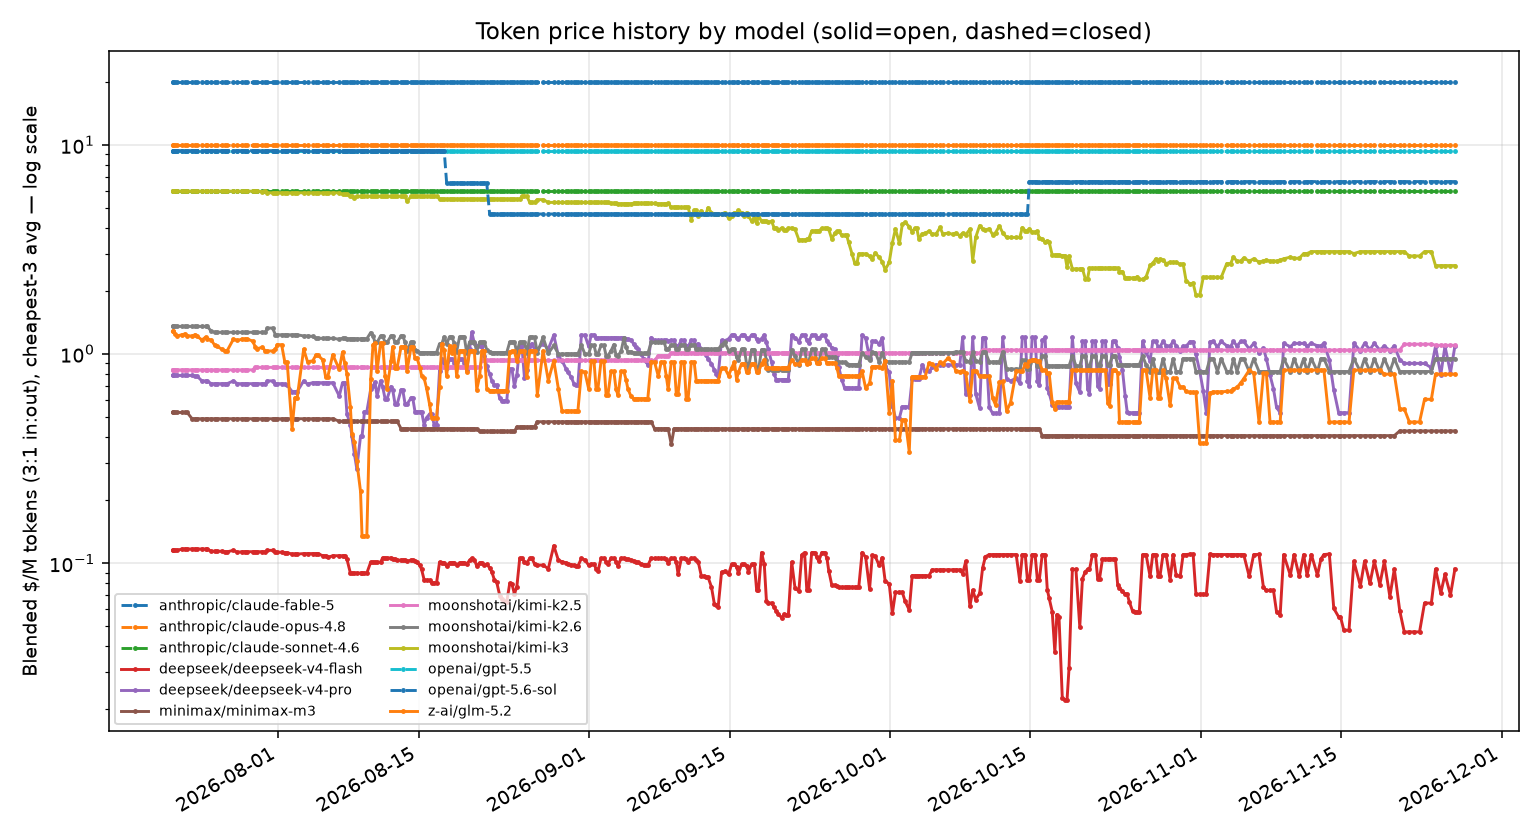 Token price history by model (solid=open, dashed=closed)
Blended $/M tokens (3:1 in:out), cheapest-3 avg — log scale
10¹
10⁰
10⁻¹
anthropic/claude-fable-5
anthropic/claude-opus-4.8
anthropic/claude-sonnet-4.6
deepseek/deepseek-v4-flash
deepseek/deepseek-v4-pro
minimax/minimax-m3
moonshotai/kimi-k2.5
moonshotai/kimi-k2.6
moonshotai/kimi-k3
openai/gpt-5.5
openai/gpt-5.6-sol
z-ai/glm-5.2
2026-08-01
2026-08-15
2026-09-01
2026-09-15
2026-10-01
2026-10-15
2026-11-01
2026-11-15
2026-12-01